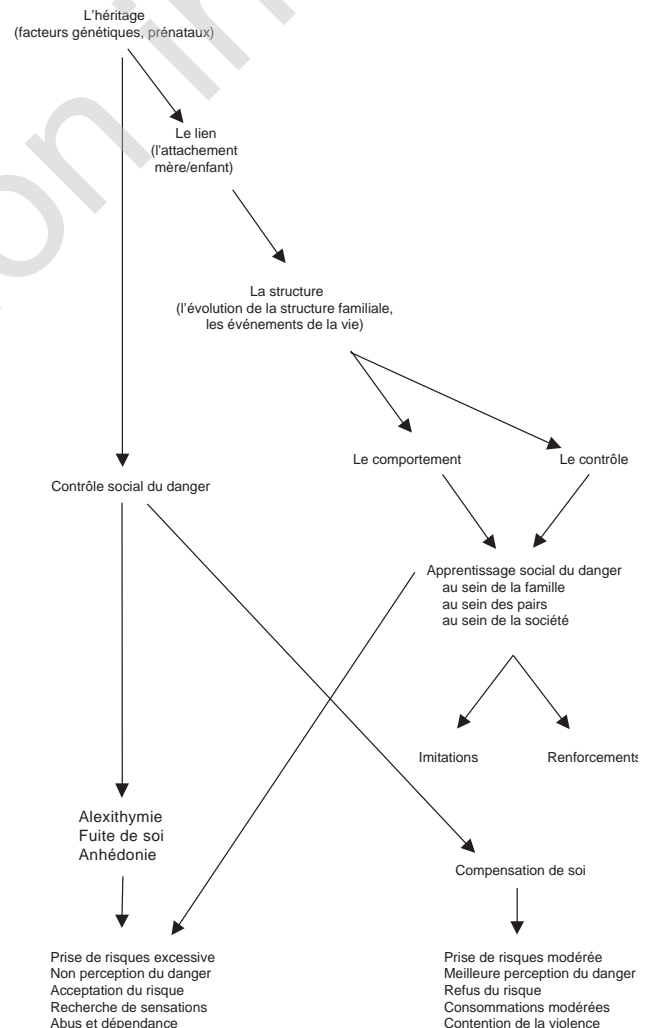 L'héritage
(facteurs génétiques, prénataux)
Le lien
(l'attachement
mère/enfant)
La structure
(l'évolution de la structure familiale,
les événements de la vie)
Le comportement
Le contrôle
Contrôle social du danger
Apprentissage social du danger
au sein de la famille
au sein des pairs
au sein de la société
Imitations
Renforcements
Alexithymie
Fuite de soi
Anhédonie
Compensation de soi
Prise de risques excessive
Non perception du danger
Acceptation du risque
Recherche de sensations
Abus et dépendance
Prise de risques modérée
Meilleure perception du danger
Refus du risque
Consommations modérées
Contention de la violence